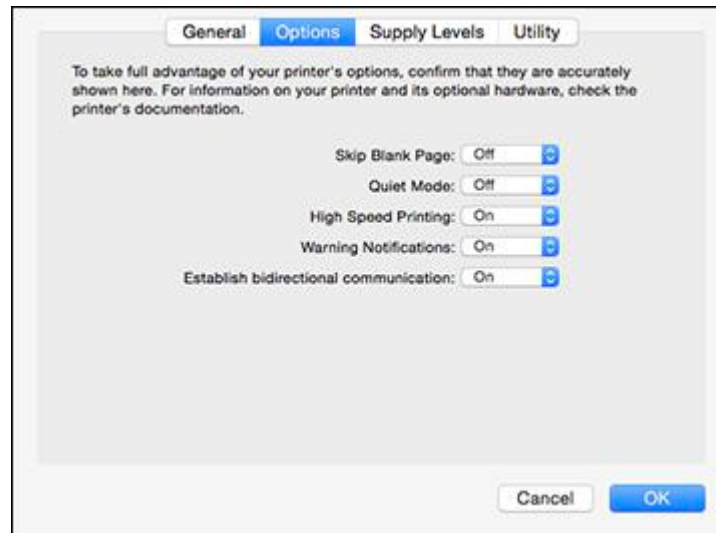 General Options Supply Levels Utility
To take full advantage of your printer's options, confirm that they are accurately
shown here. For information on your printer and its optional hardware, check the
printer's documentation.
Skip Blank Page: Off
Quiet Mode: Off
High Speed Printing: On
Warning Notifications: On
Establish bidirectional communication: On
Cancel OK